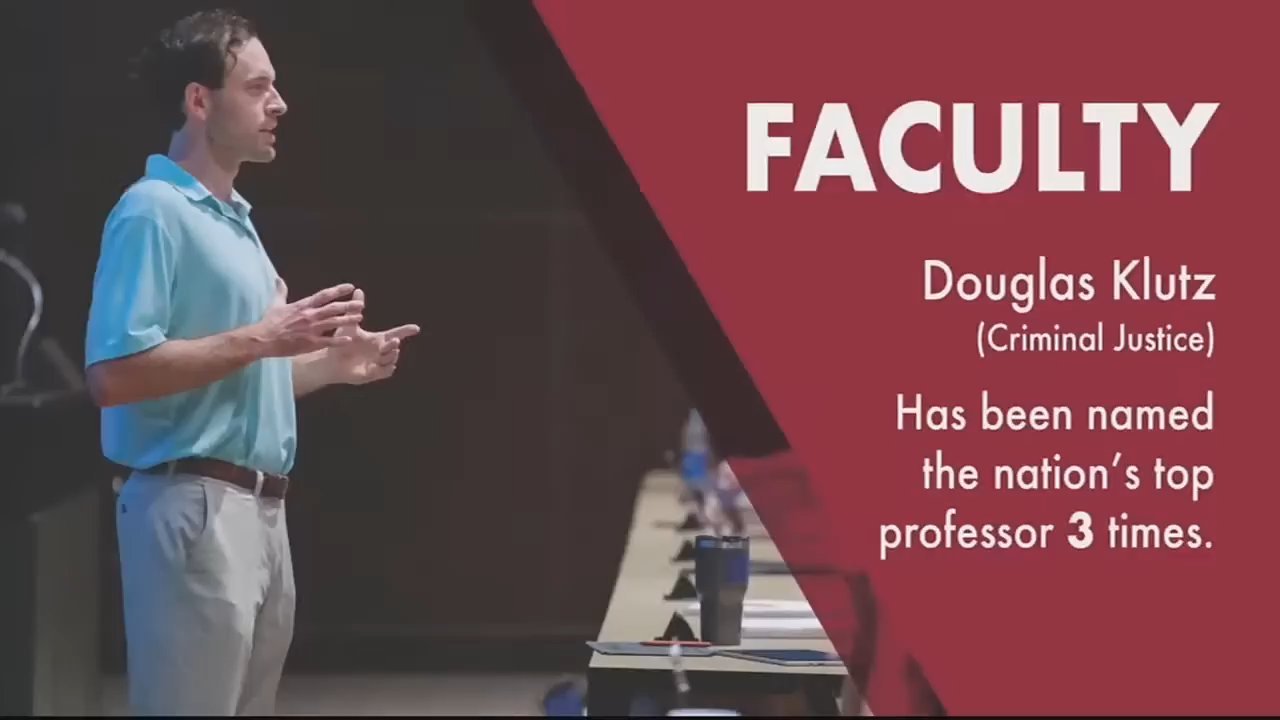 FACULTY
Douglas Klutz
(Criminal Justice)
Has been named
the nation’s top
professor 3 times.